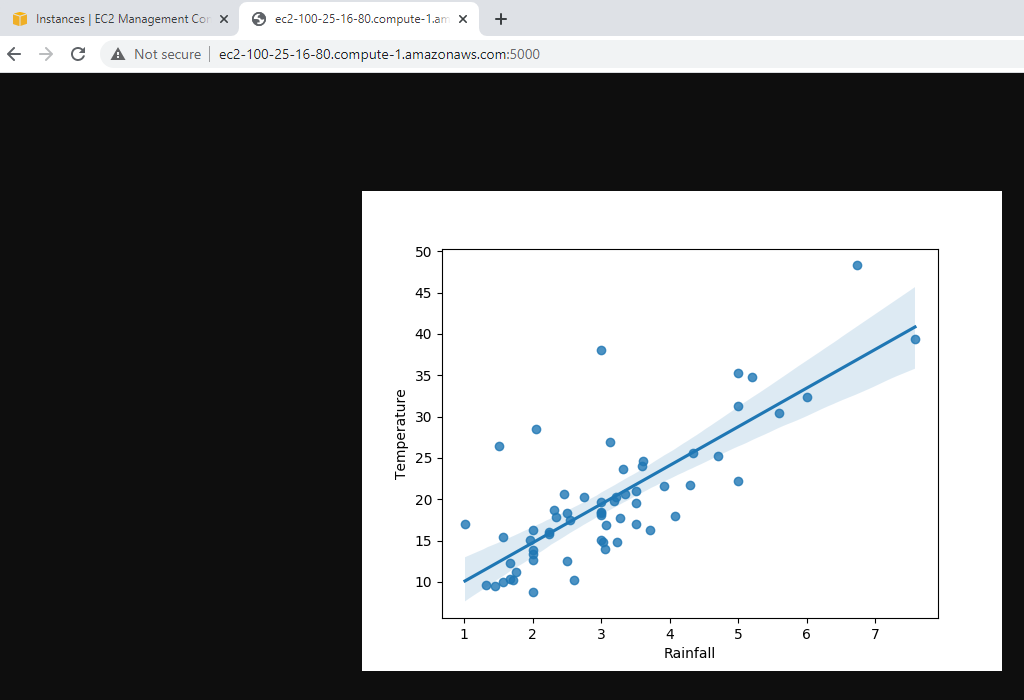 Instances | EC2 Management Con
ec2-100-25-16-80.compute-1.am
Not secure | ec2-100-25-16-80.compute-1.amazonaws.com:5000
50
45
40
35
30
25
20
15
10
Temperature
1 2 3 4 5 6 7
Rainfall